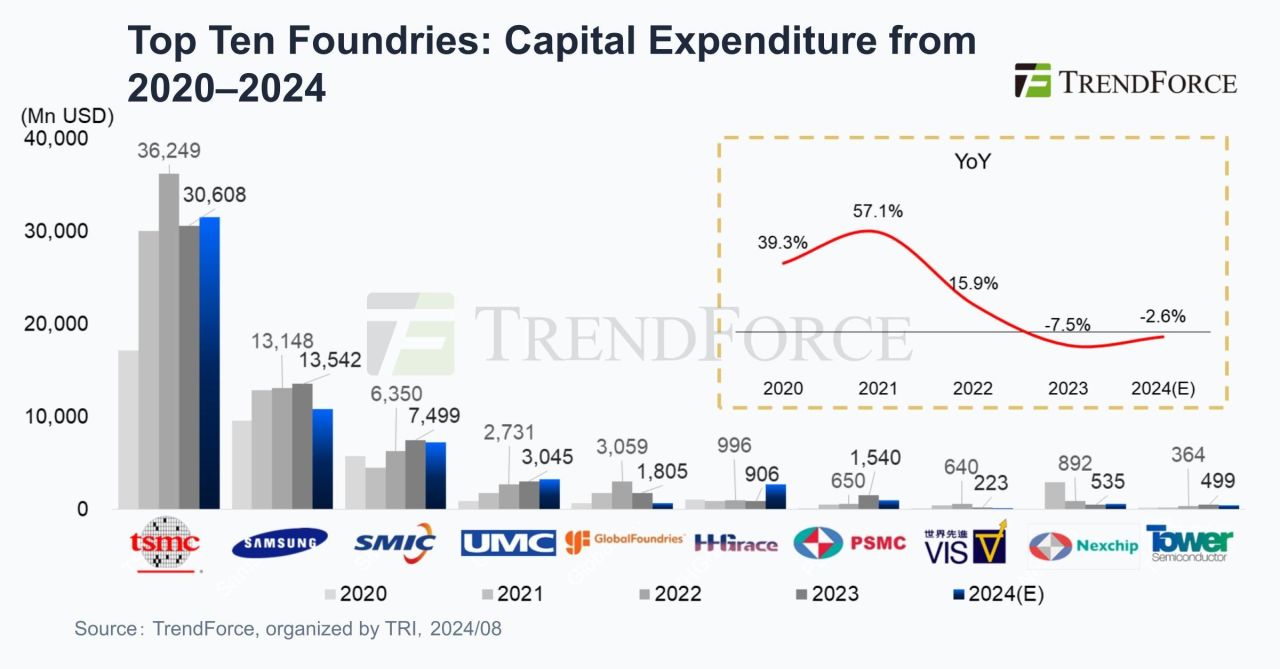 Top Ten Foundries: Capital Expenditure from
2020–2024
TRENDFORCE
(Mn USD)
40,000
30,000
20,000
10,000
0
36,249
30,608
13,148
13,542
6,350
7,499
2,731
3,045
3,059
1,805
996
906
650
1,540
640
223
892
535
364
499
YoY
39.3%
57.1%
15.9%
-7.5%
-2.6%
2020
2021
2022
2023
2024(E)
TRENDFORCE
tsmc
SAMSUNG
SMIC
UMC
GlobalFoundries
HHGrace
PSMC
世界先進
VIS
Nexchip
Tower
Semiconductor
2020
2021
2022
2023
2024(E)
Source: TrendForce, organized by TRI, 2024/08